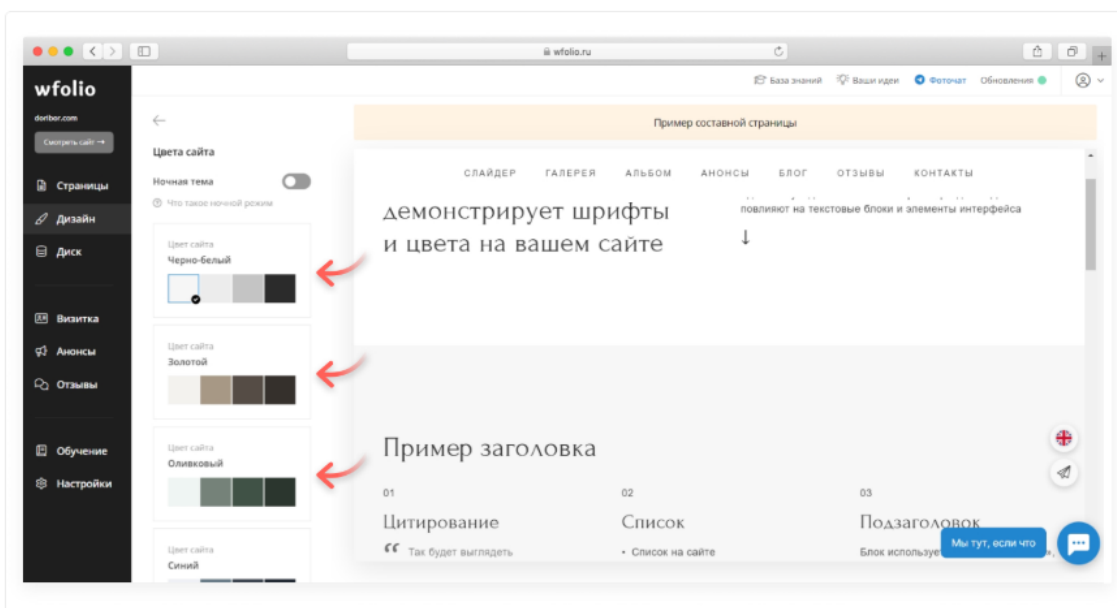 wfolio.ru
wfolio
База знаний
Ваши идеи
Фоточат
Обновления
doribor.com
Смотреть сайт →
Страницы
Дизайн
Диск
Визитка
Анонсы
Отзывы
Обучение
Настройки
Цвета сайта
Ночная тема
Что такое ночной режим
Цвет сайта
Черно-белый
Цвет сайта
Золотой
Цвет сайта
Оливковый
Цвет сайта
Синий
Пример составной страницы
СЛАЙДЕР ГАЛЕРЕЯ АЛЬБОМ АНОНСЫ БЛОГ ОТЗЫВЫ КОНТАКТЫ
демонстрирует шрифты
и цвета на вашем сайте
повлияют на текстовые блоки и элементы интерфейса
↓
Пример заголовка
01
Цитирование
“ Так будет выглядеть
02
Список
• Список на сайте
03
Подзаголовок
Блок использует
Мы тут, если что